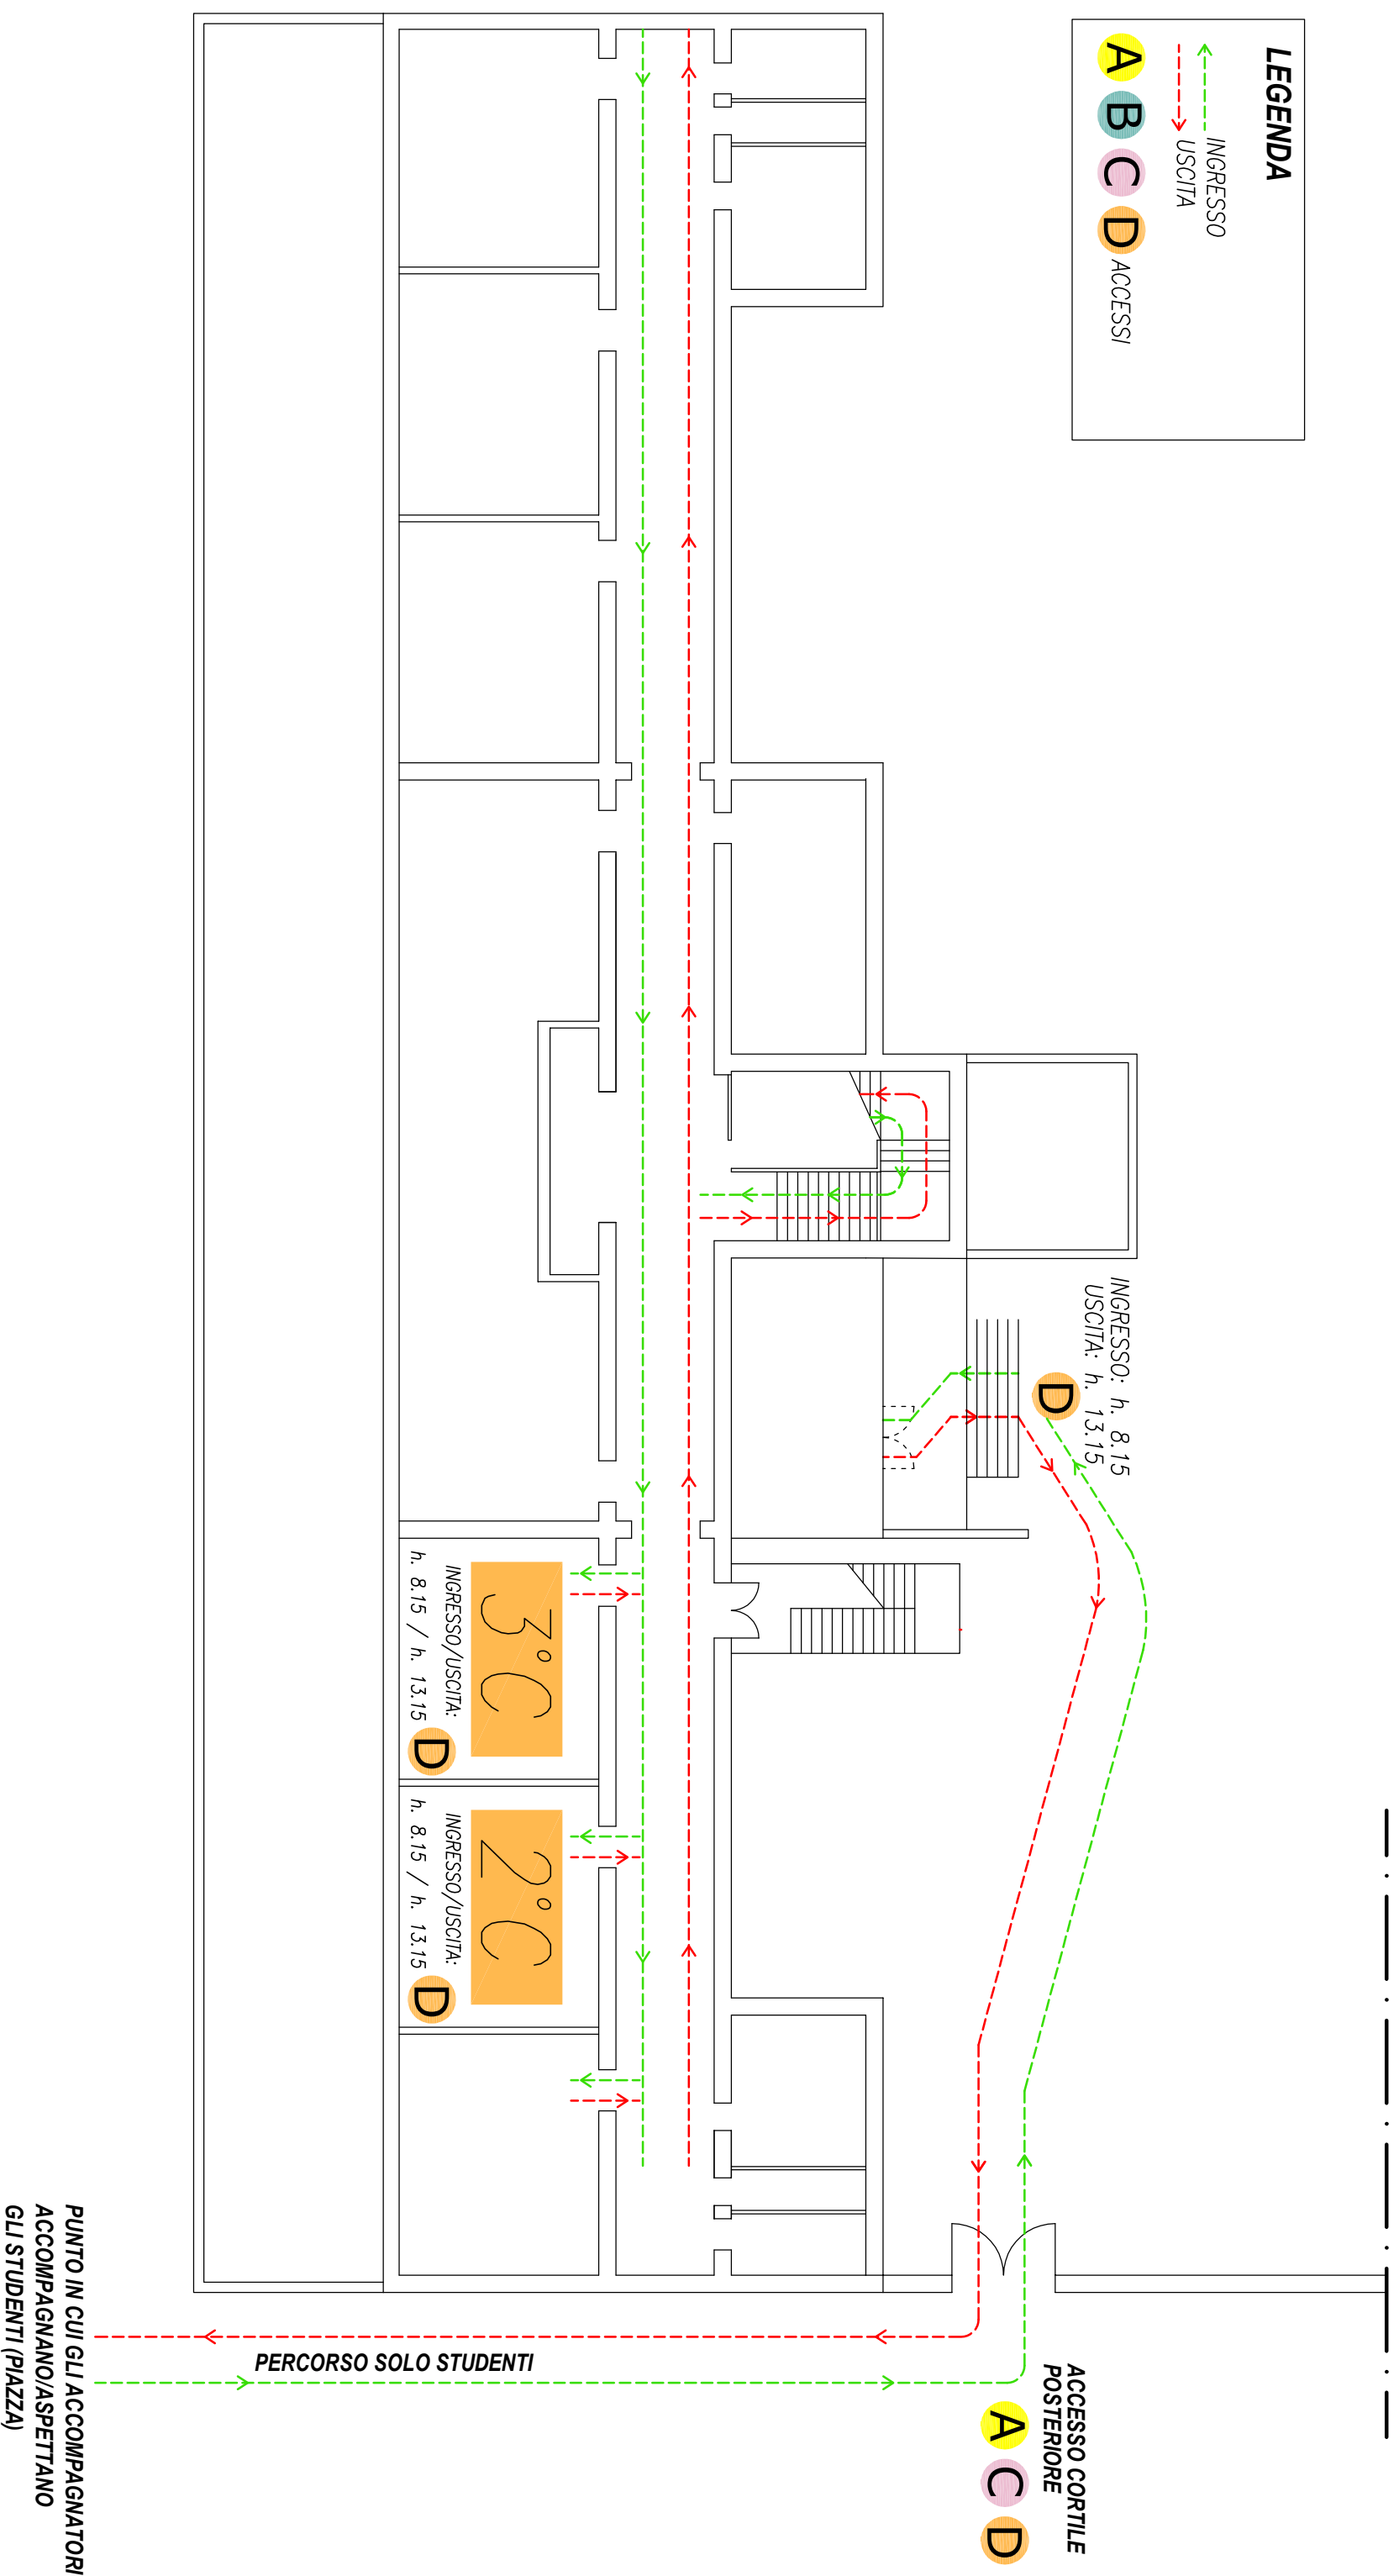 LEGENDA
INGRESSO
USCITA
A B C D ACCESSI
INGRESSO: h. 8.15
USCITA: h. 13.15
D
3°C
INGRESSO/USCITA:
h. 8.15 / h. 13.15 D
2°C
INGRESSO/USCITA:
h. 8.15 / h. 13.15 D
ACCESSO CORTILE
POSTERIORE
A C D
PERCORSO SOLO STUDENTI
PUNTO IN CUI GLI ACCOMPAGNATORI
ACCOMPAGNANO/ASPETTANO
GLI STUDENTI (PIAZZA)